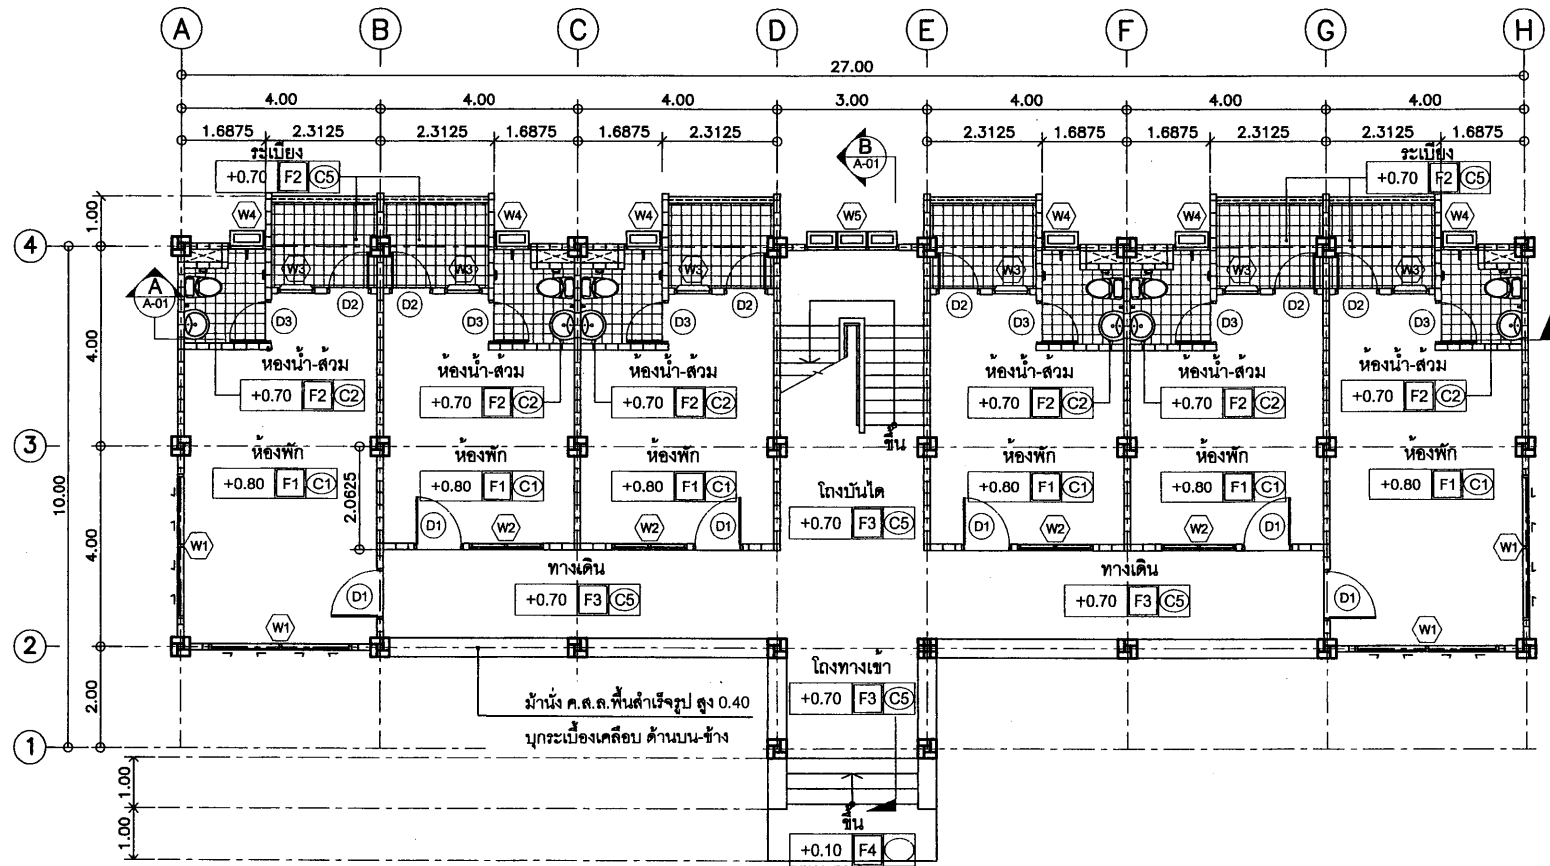 A B C D E F G H
27.00
4.00 4.00 4.00 3.00 4.00 4.00 4.00
1.6875 2.3125 2.3125 1.6875 1.6875 2.3125 2.3125 1.6875 1.6875 2.3125 2.3125 1.6875
ระเบียง B A-01 ระเบียง
+0.70 F2 C5 +0.70 F2 C5
1.00 W4 W4 W4 W5 W4 W4 W4
4
W3 W3 W3 W3 W3 W3
A A-01 D2 D2 D2 D2 D2 D2
D3 D3 D3 D3 D3 D3
4.00
ห้องน้ำ-ส้วม ห้องน้ำ-ส้วม ห้องน้ำ-ส้วม ห้องน้ำ-ส้วม ห้องน้ำ-ส้วม ห้องน้ำ-ส้วม
+0.70 F2 C2 +0.70 F2 C2 +0.70 F2 C2 +0.70 F2 C2 +0.70 F2 C2 +0.70 F2 C2
ขึ้น
3
ห้องพัก ห้องพัก ห้องพัก ห้องพัก ห้องพัก ห้องพัก
+0.80 F1 C1 +0.80 F1 C1 +0.80 F1 C1 +0.80 F1 C1 +0.80 F1 C1 +0.80 F1 C1
10.00 2.0625
โถงบันได
+0.70 F3 C5
4.00 W1 D1 W2 W2 D1 D1 W2 W2 D1 W1
ทางเดิน ทางเดิน
D1 +0.70 F3 C5 +0.70 F3 C5 D1
W1 W1
2
โถงทางเข้า
+0.70 F3 C5
2.00
ม้านั่ง ค.ส.ล.พื้นสำเร็จรูป สูง 0.40
บุกระเบื้องเคลือบ ด้านบน-ข้าง
1
1.00
ขึ้น
1.00
+0.10 F4